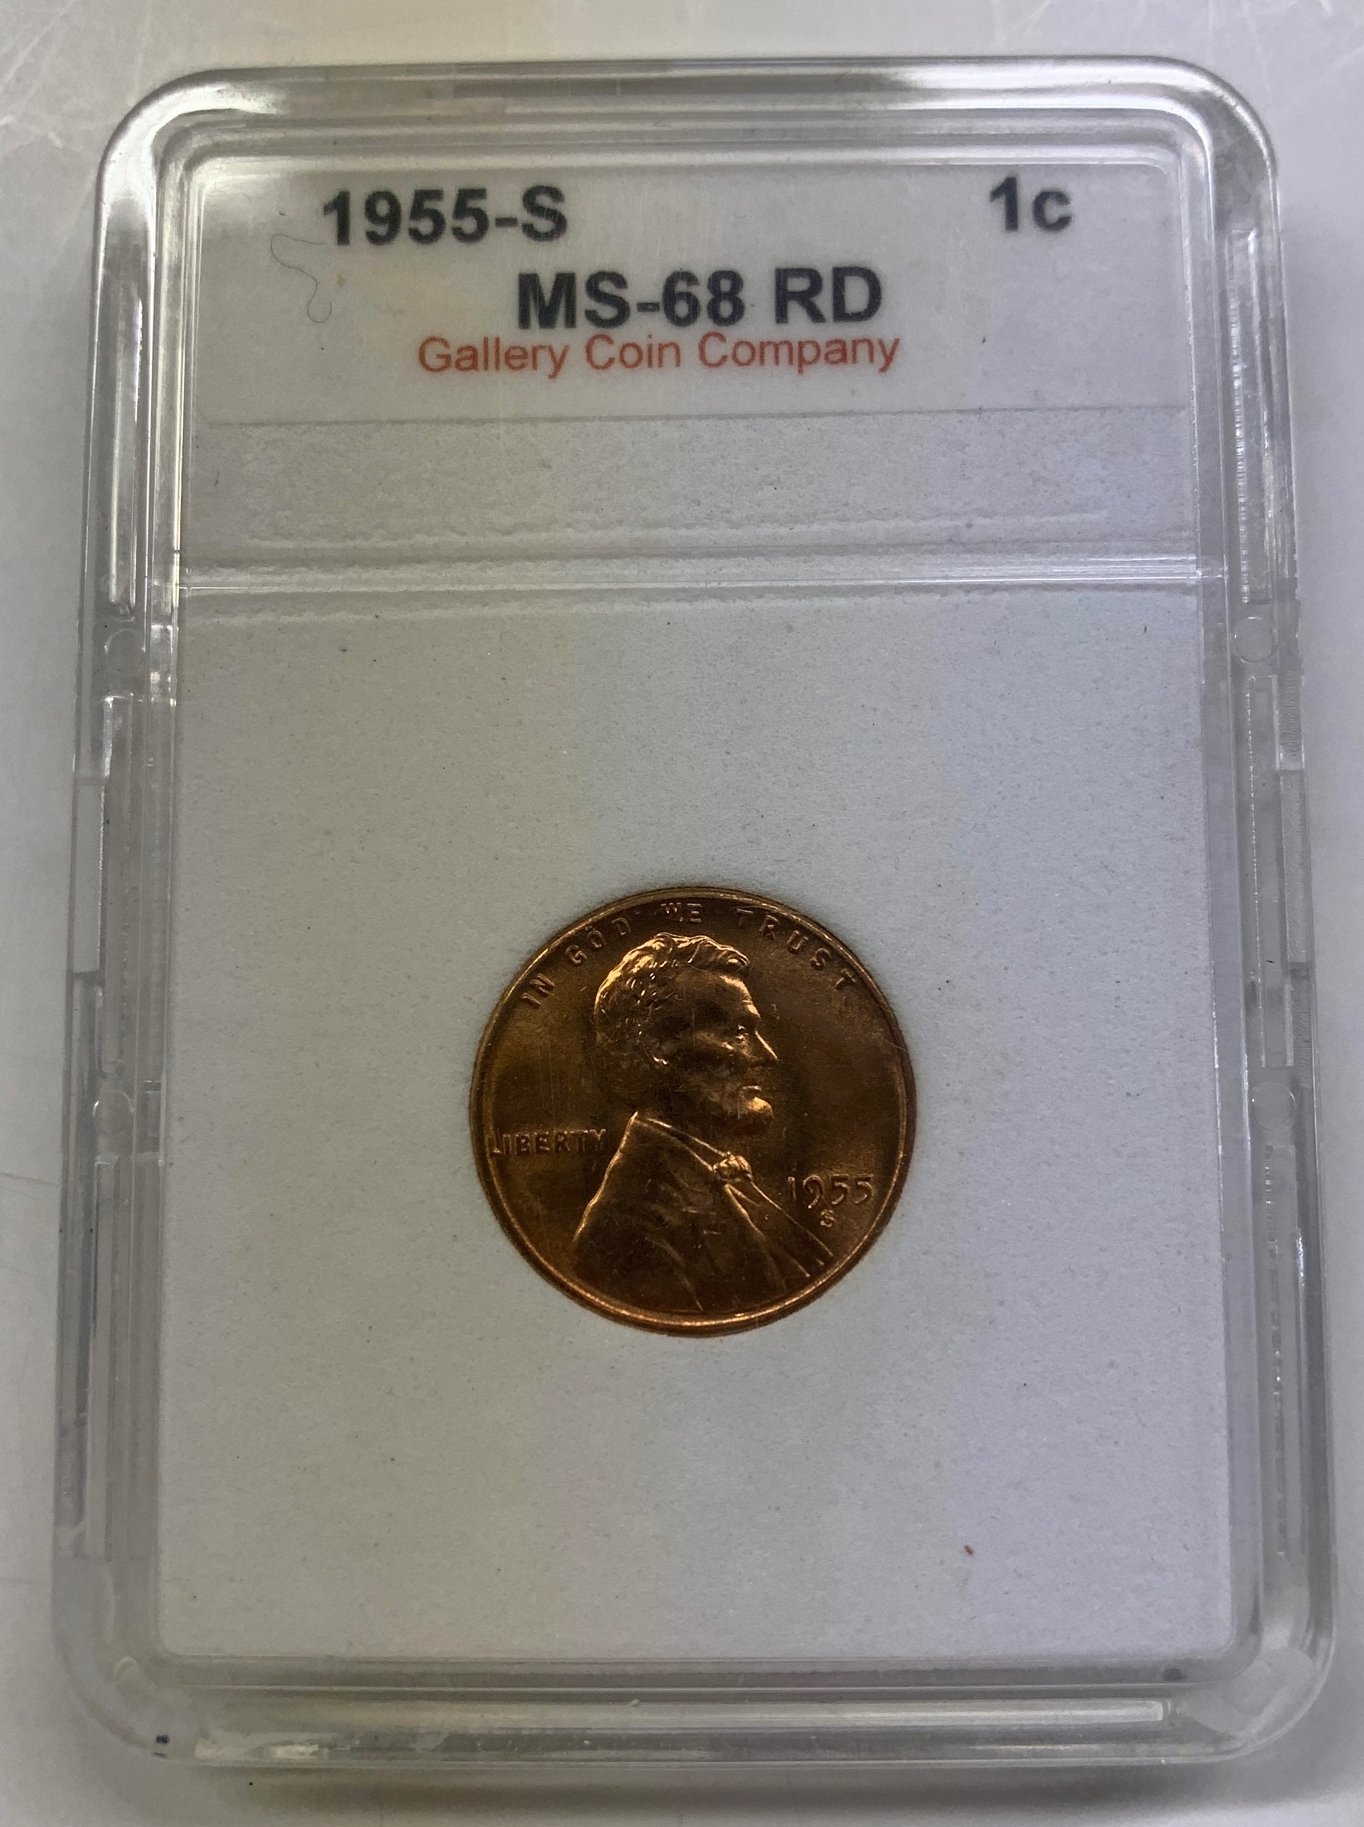 1955-S 1c
MS-68 RD
Gallery Coin Company
IN GOD WE TRUST
LIBERTY
1955
S